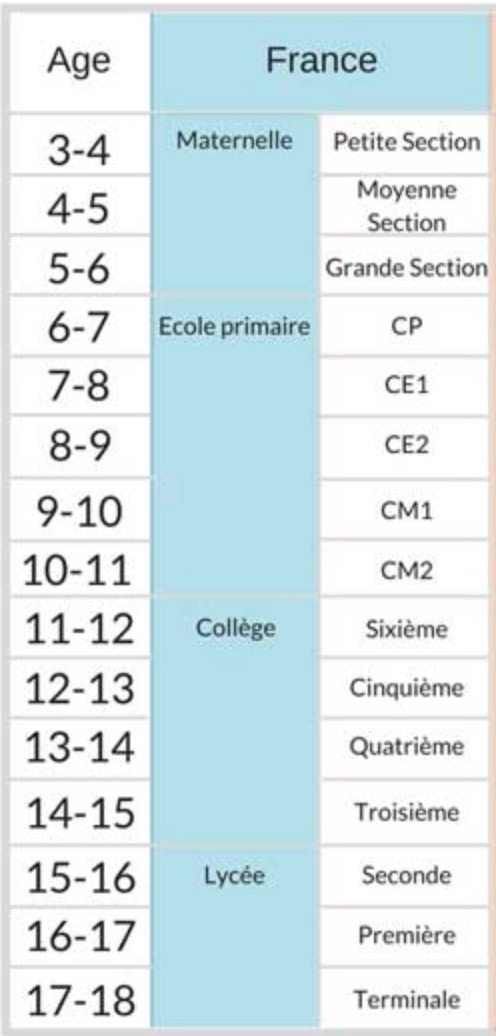 Age France
3-4 Maternelle Petite Section
4-5 Moyenne
Section
5-6 Grande Section
6-7 Ecole primaire CP
7-8 CE1
8-9 CE2
9-10 CM1
10-11 CM2
11-12 Collège Sixième
12-13 Cinquième
13-14 Quatrième
14-15 Troisième
15-16 Lycée Seconde
16-17 Première
17-18 Terminale